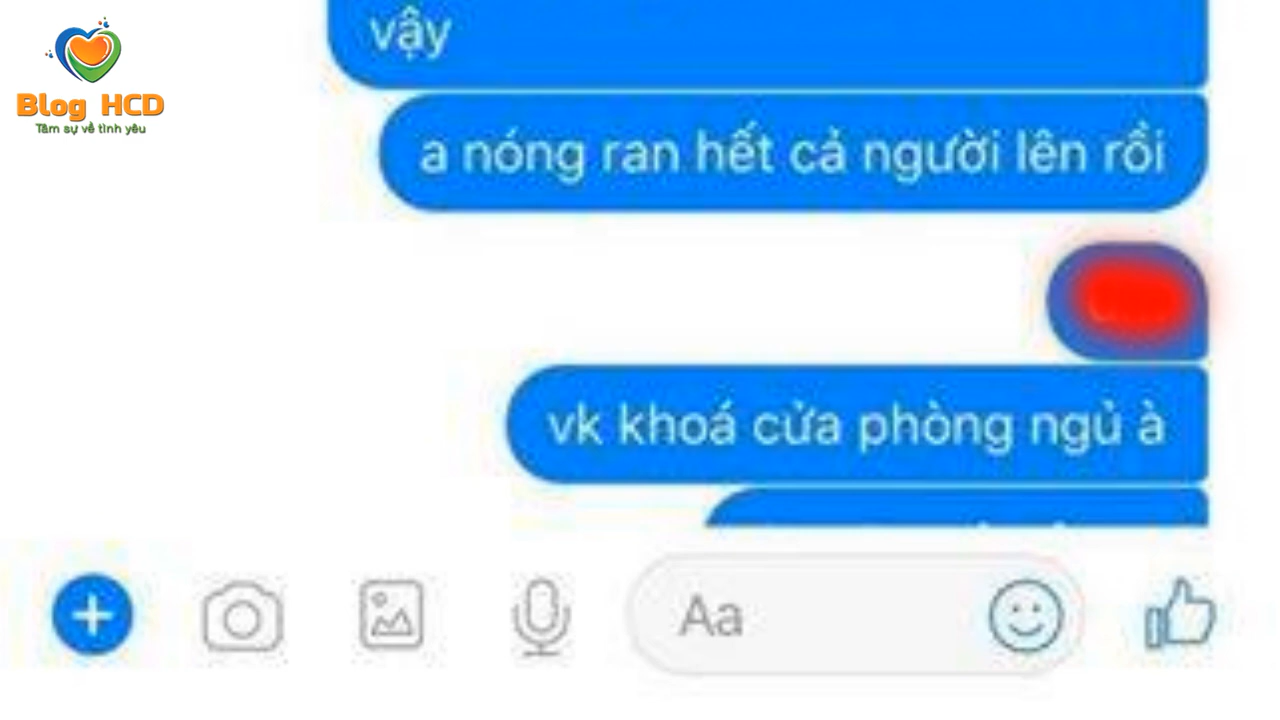 Blog HCD
Tâm sự về tình yêu
vậy
a nóng ran hết cả người lên rồi
vk khoá cửa phòng ngủ à
Aa